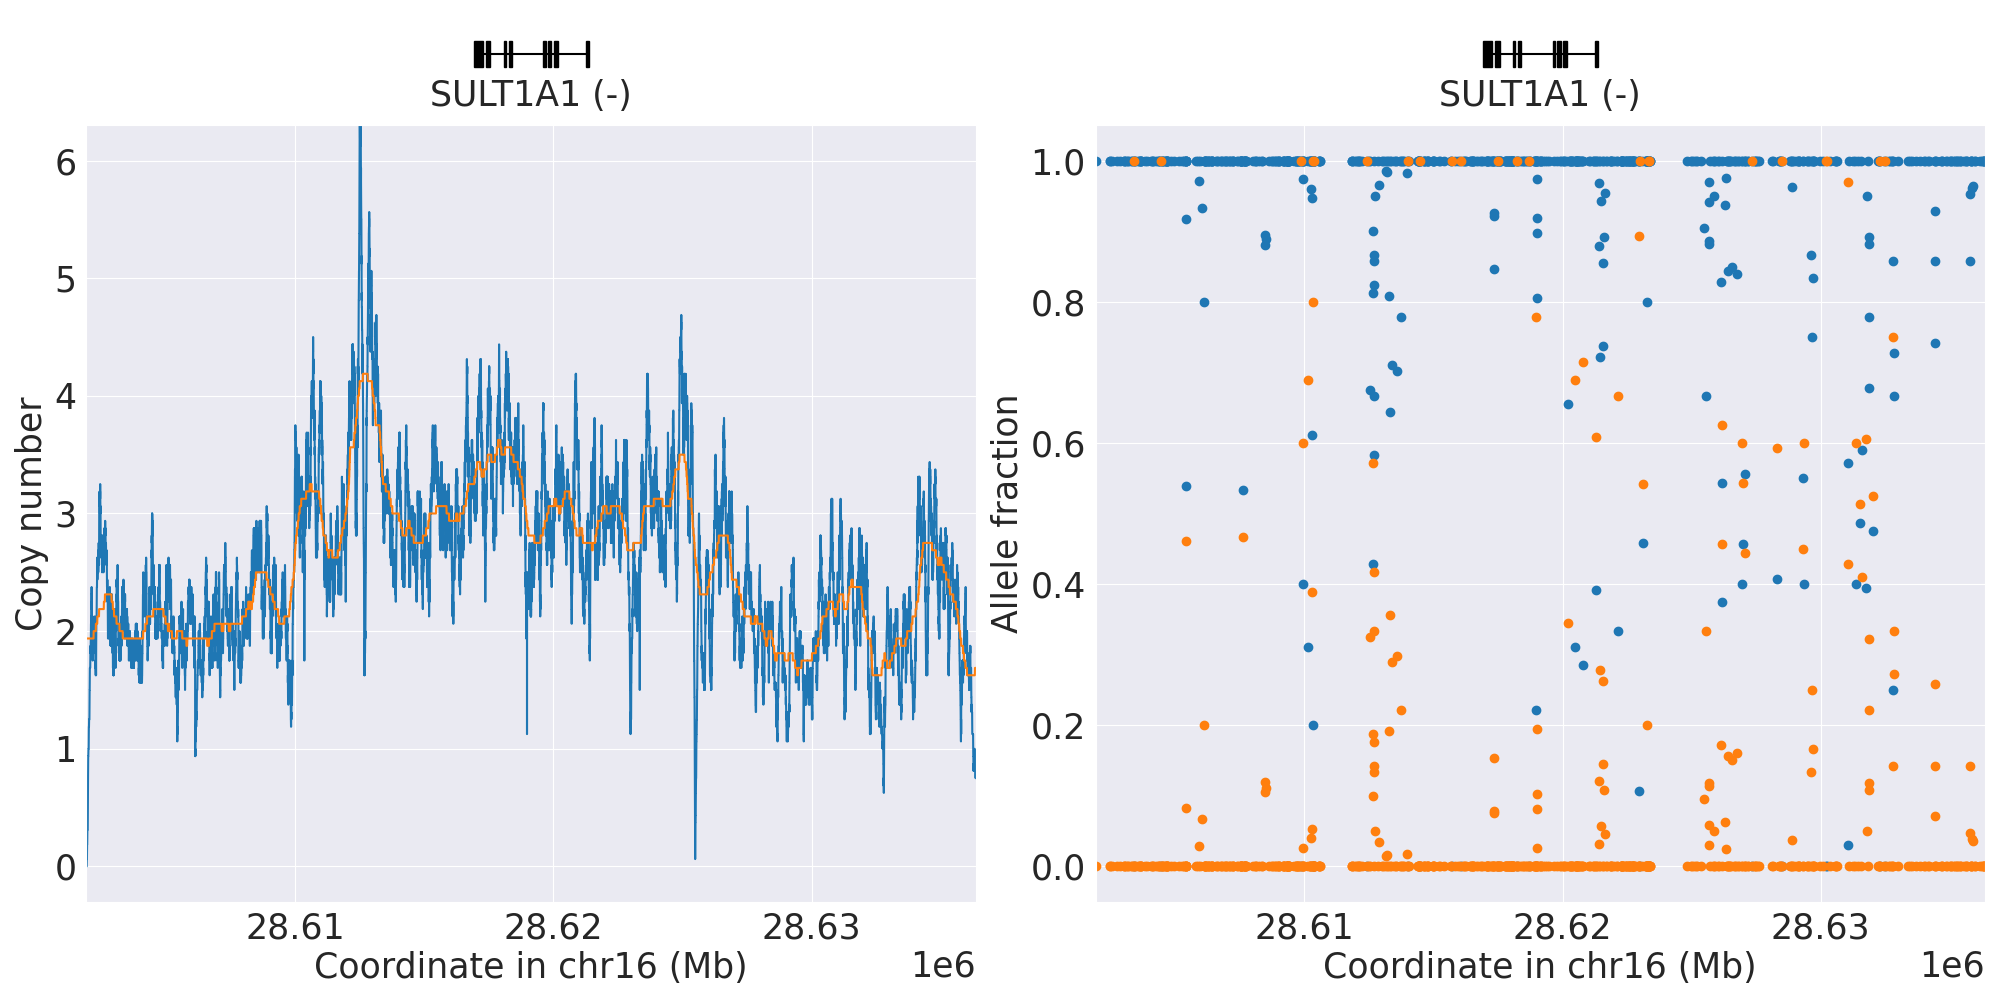 SULT1A1 (-)
Copy number
6
5
4
3
2
1
0
28.61
28.62
28.63
Coordinate in chr16 (Mb)
1e6
SULT1A1 (-)
Allele fraction
1.0
0.8
0.6
0.4
0.2
0.0
28.61
28.62
28.63
Coordinate in chr16 (Mb)
1e6